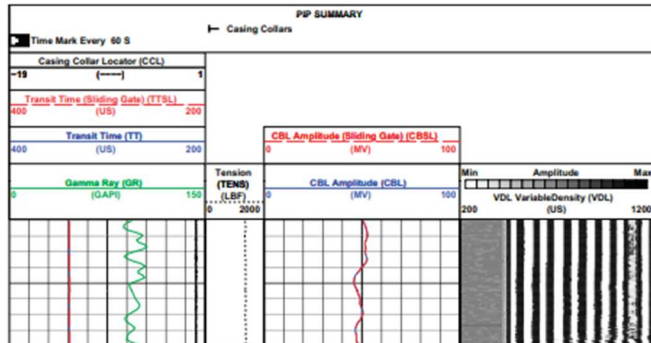 PIP SUMMARY
Casing Collars
Time Mark Every 60 S
Casing Collar Locator (CCL)
-19 (----) 1
Transit Time (Sliding Gate) (TTSL)
400 (US) 200
Transit Time (TT)
400 (US) 200
Gamma Ray (GR)
0 (GAPI) 150
Tension
(TENS)
(LBF)
0 2000
CBL Amplitude (Sliding Gate) (CBSL)
0 (MV) 100
CBL Amplitude (CBL)
0 (MV) 100
Min Amplitude Max
VDL VariableDensity (VDL)
200 (US) 1200